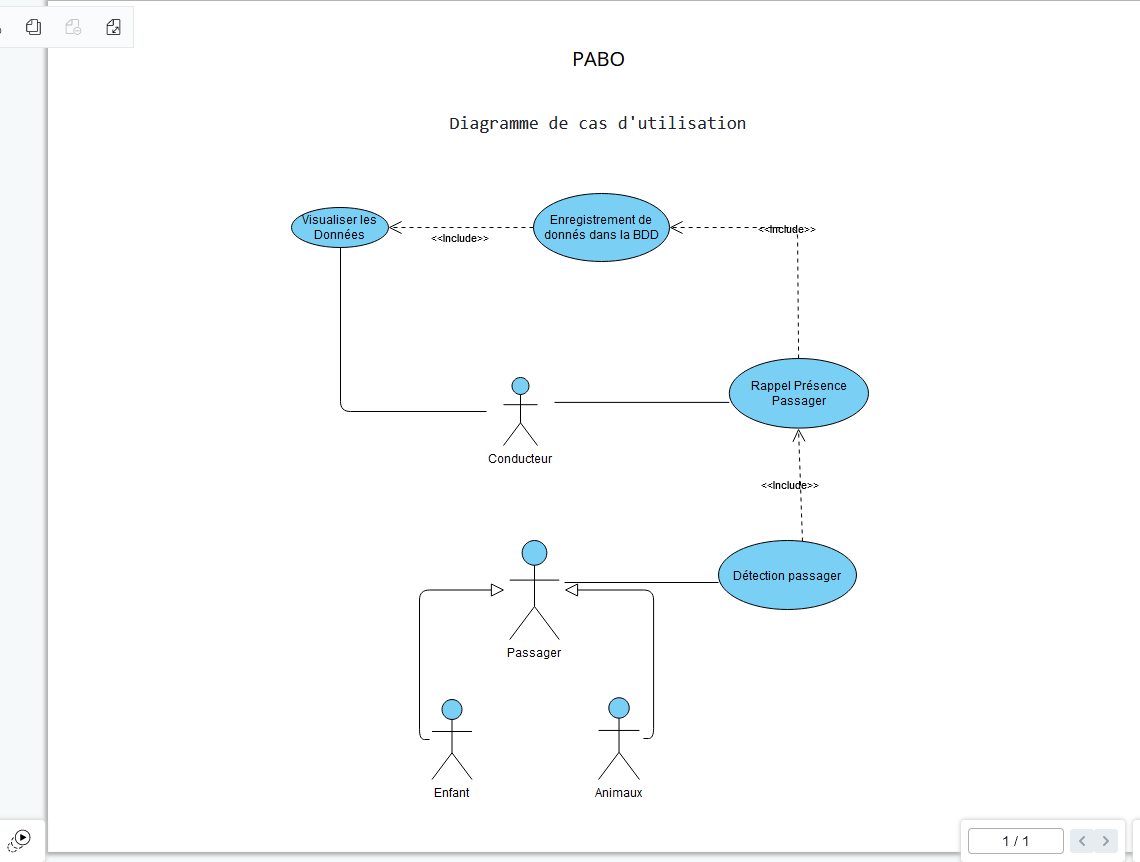 PABO
Diagramme de cas d'utilisation
Visualiser les
Données
<<Include>>
Enregistrement de
donnés dans la BDD
<<Include>>
Rappel Présence
Passager
Conducteur
<<Include>>
Détection passager
Passager
Enfant
Animaux
1 / 1